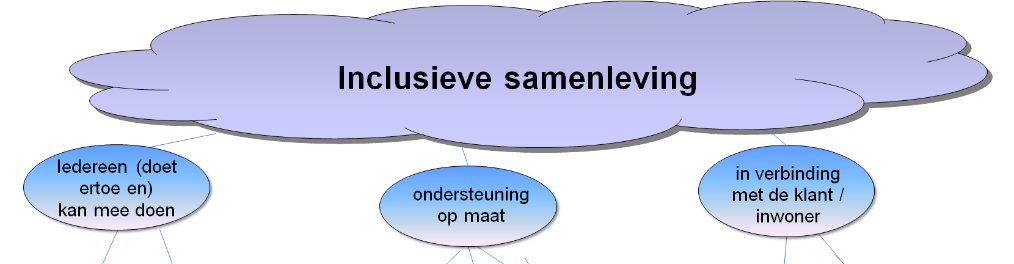 Inclusieve samenleving
Iedereen (doet
ertoe en)
kan mee doen
ondersteuning
op maat
in verbinding
met de klant /
inwoner